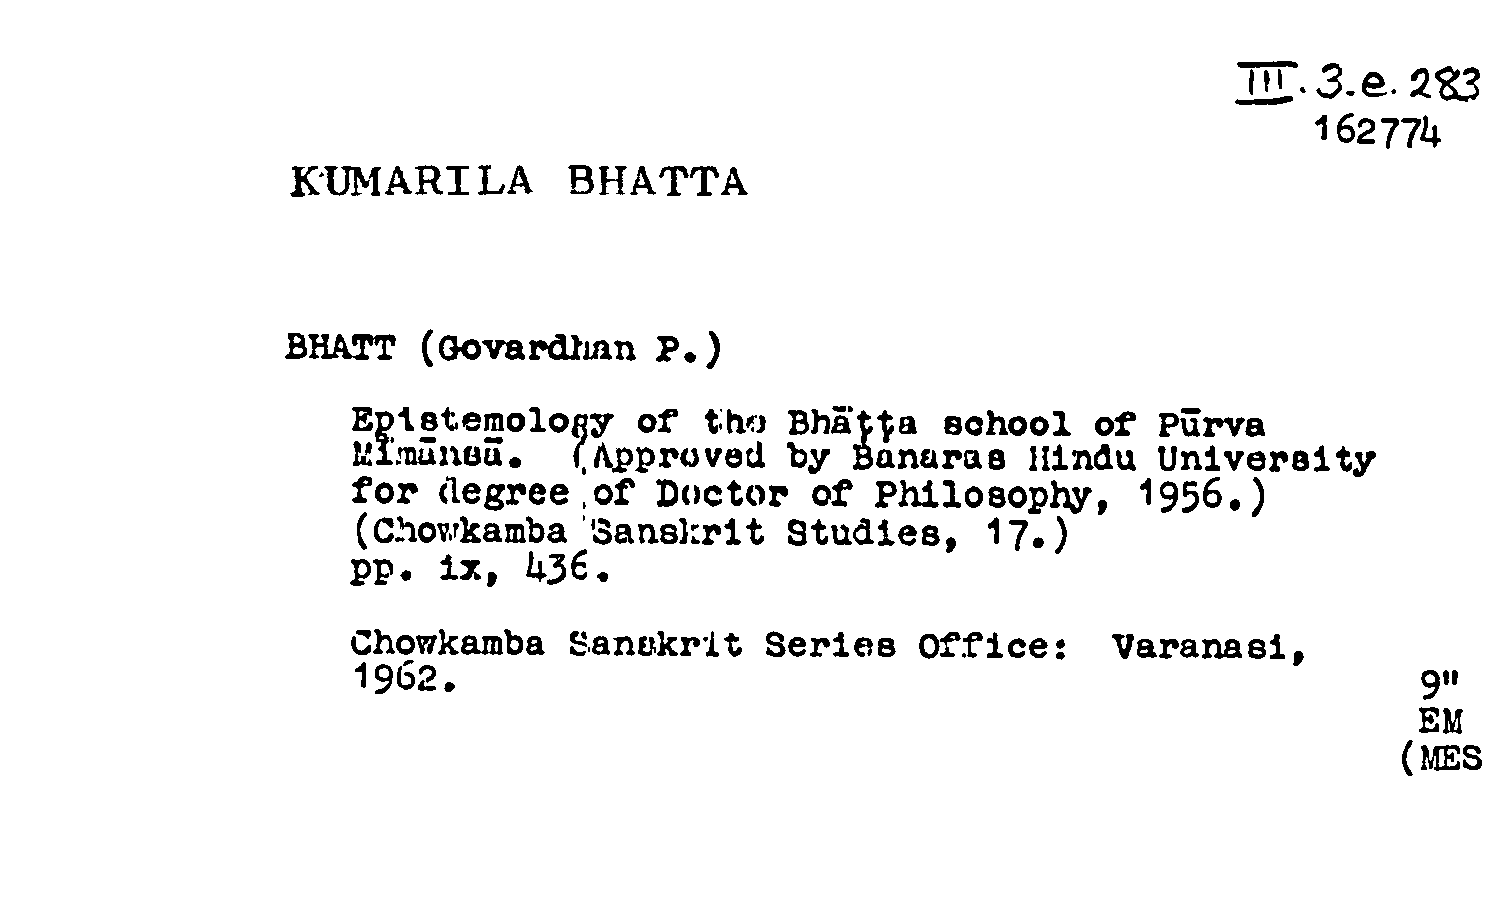 III. 3.e. 283
162774
KUMARILA BHATTA
BHATT (Govardhan P.)
Epistemology of the Bhāṭṭa school of Pūrva
Mīmānsā. (Approved by Banaras Hindu University
for degree of Doctor of Philosophy, 1956.)
(Chowkamba Sanskrit Studies, 17.)
pp. ix, 436.
Chowkamba Sanskrit Series Office: Varanasi,
1962.
9"
EM
(MES